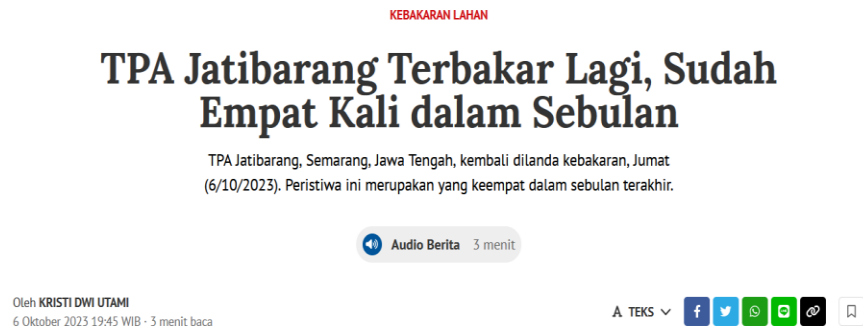 KEBAKARAN LAHAN
TPA Jatibarang Terbakar Lagi, Sudah
Empat Kali dalam Sebulan
TPA Jatibarang, Semarang, Jawa Tengah, kembali dilanda kebakaran, Jumat
(6/10/2023). Peristiwa ini merupakan yang keempat dalam sebulan terakhir.
Audio Berita 3 menit
Oleh KRISTI DWI UTAMI
6 Oktober 2023 19:45 WIB - 3 menit baca
A TEKS